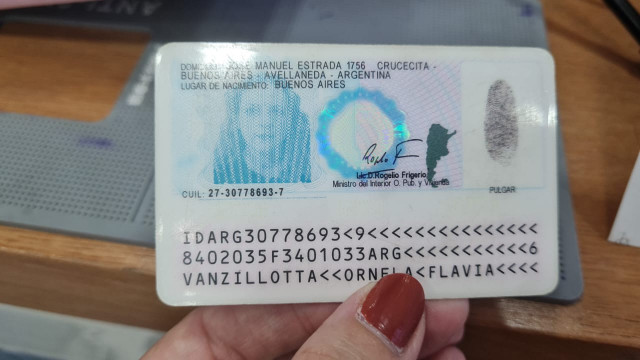 DOMICILIO: JOSE MANUEL ESTRADA 1756 CRUCECITA -
BUENOS AIRES - AVELLANEDA - ARGENTINA
LUGAR DE NACIMIENTO: BUENOS AIRES
Lic.D.Rogelio Frigerio
Ministro del Interior O. Pub. y Vivienda
CUIL: 27-30778693-7
PULGAR
IDARG30778693<9<<<<<<<<<<<<<<<
8402035F3401033ARG<<<<<<<<<<<6
VANZILLOTTA<<ORNELA<FLAVIA<<<<